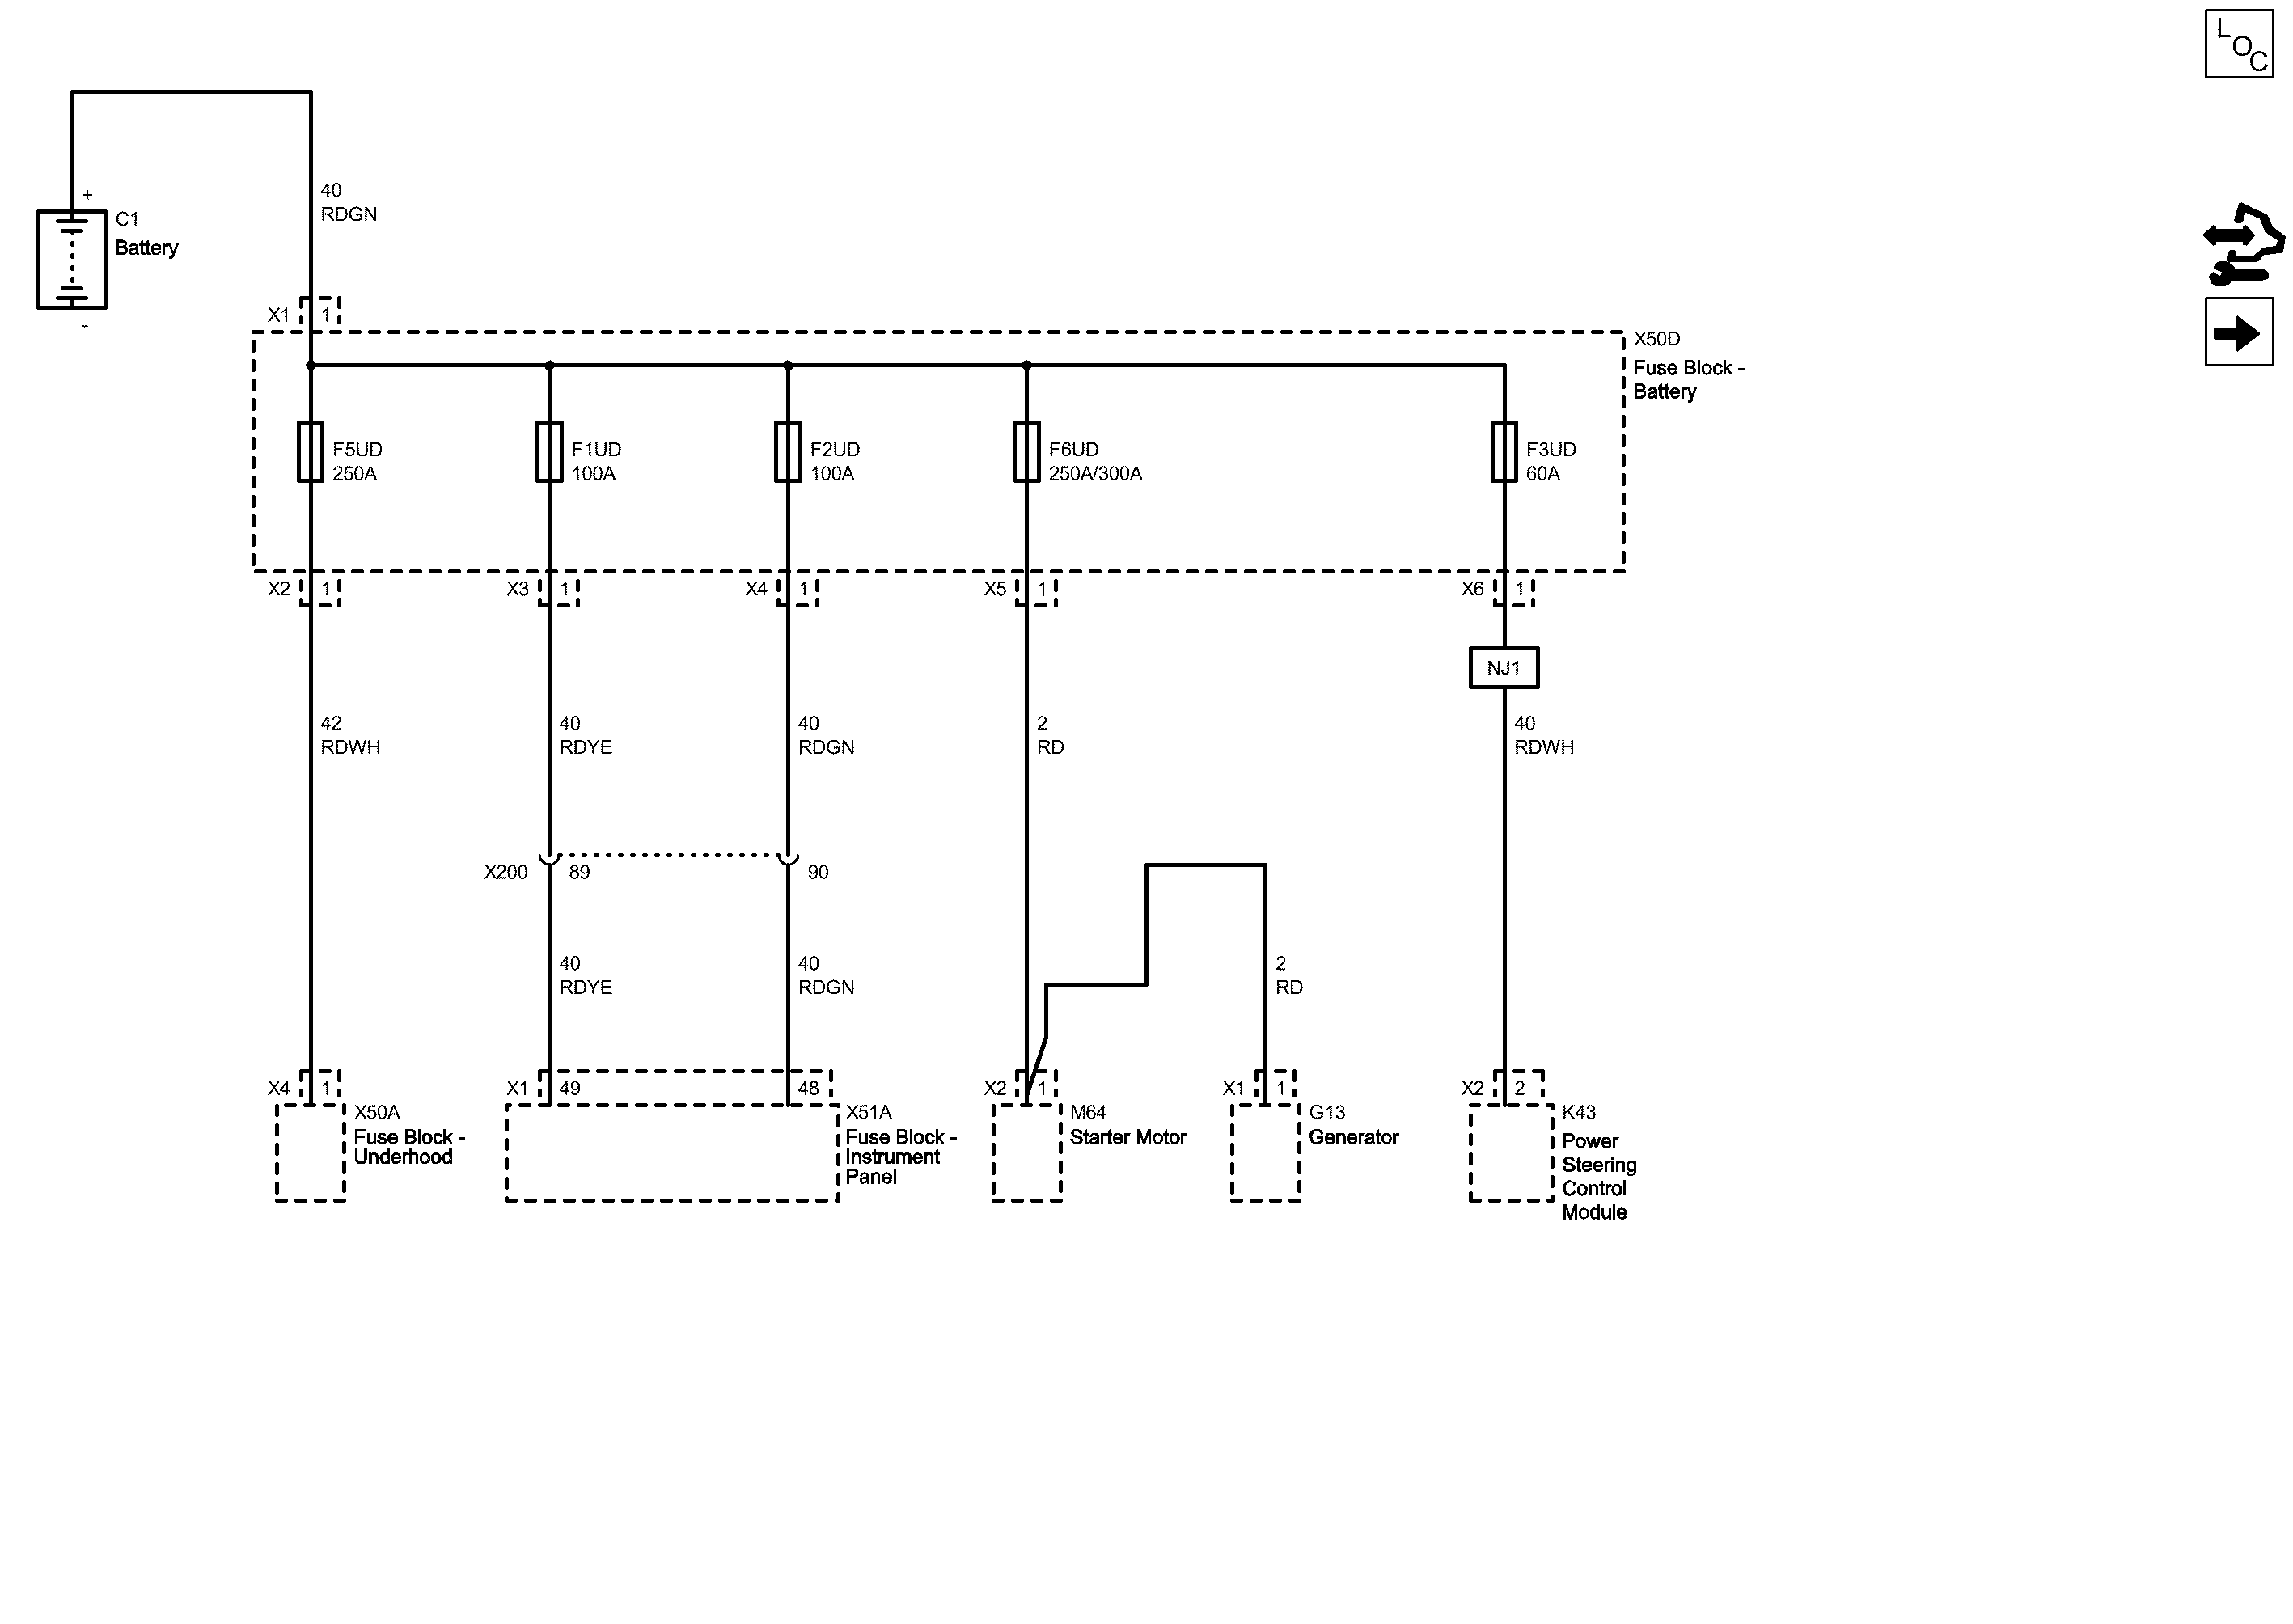 L
O
C
40
RDGN
+
C1
Battery
-
X1 1
X50D
Fuse Block -
Battery
F5UD
250A
F1UD
100A
F2UD
100A
F6UD
250A/300A
F3UD
60A
X2 1
X3 1
X4 1
X5 1
X6 1
NJ1
42
RDWH
40
RDYE
40
RDGN
2
RD
40
RDWH
X200 89
90
40
RDYE
40
RDGN
2
RD
X4 1
X1 49
48
X2 1
X1 1
X2 2
X50A
Fuse Block -
Underhood
X51A
Fuse Block -
Instrument
Panel
M64
Starter Motor
G13
Generator
K43
Power
Steering
Control
Module